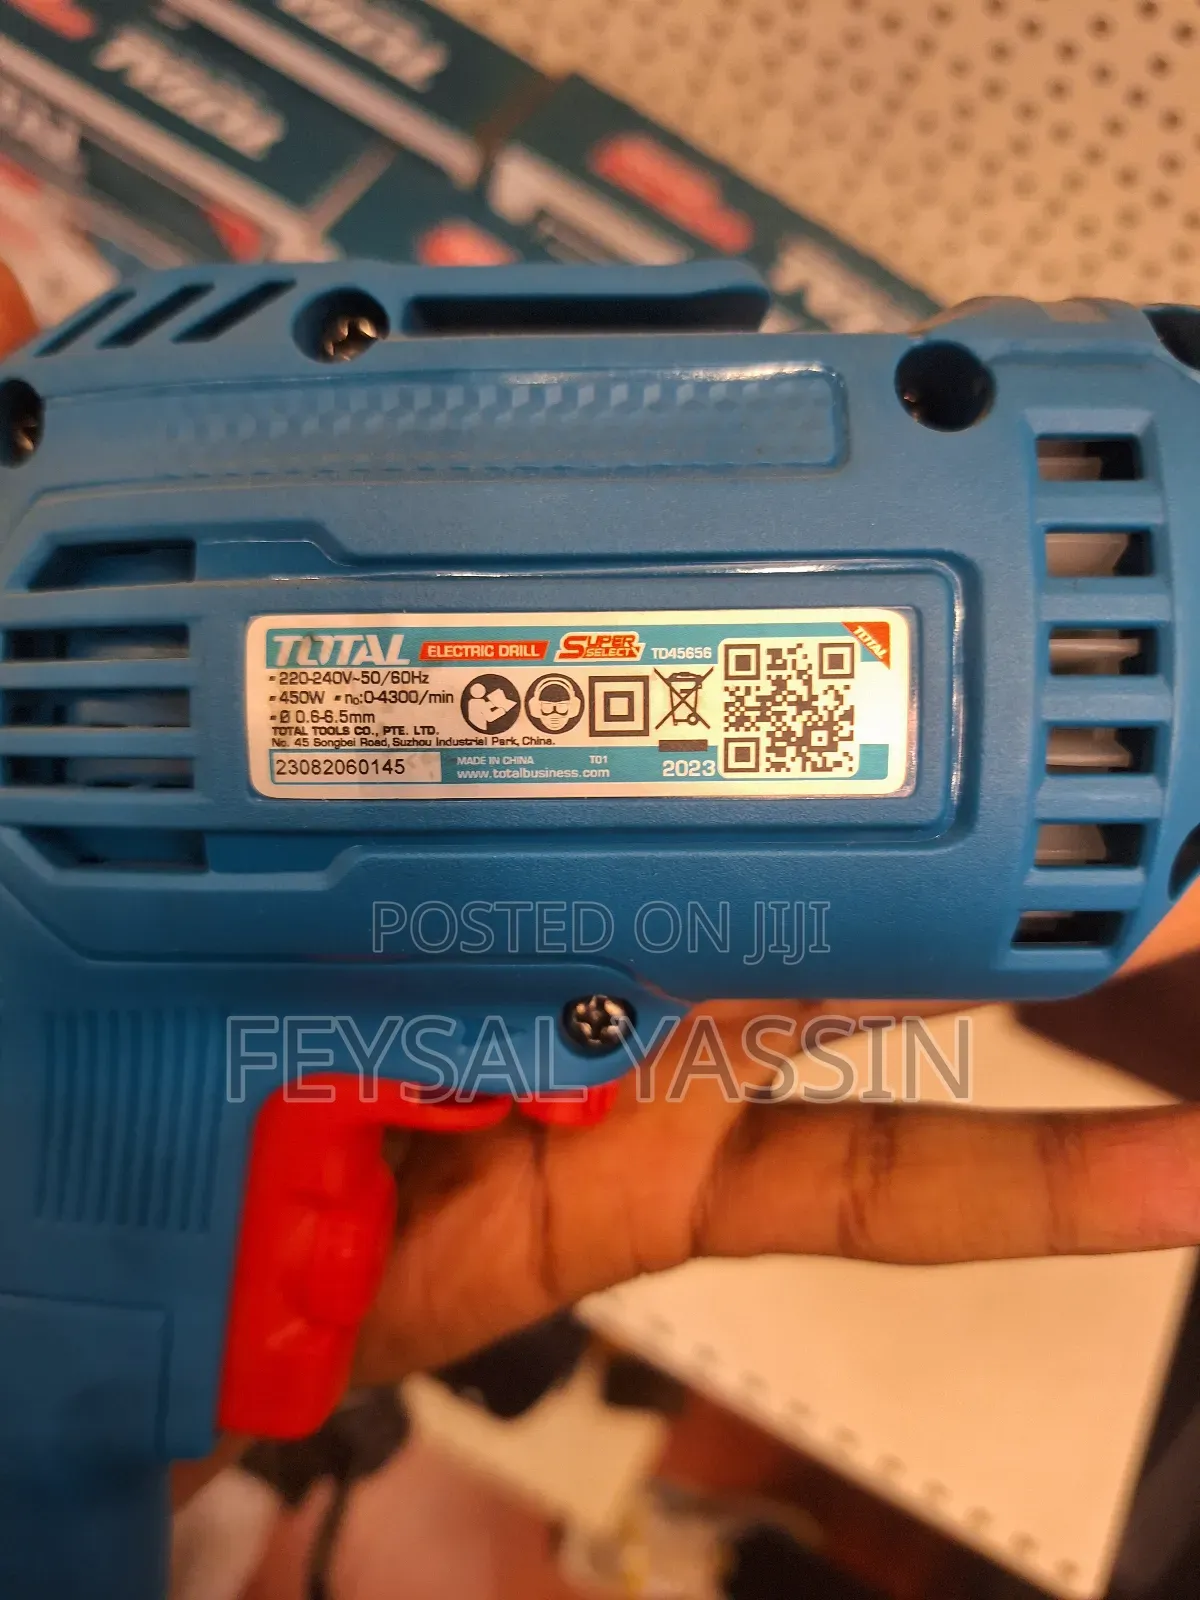 TOTAL ELECTRIC DRILL SUPER SELECT TD45656 TOTAL
▪ 220-240V~50/60Hz
▪ 450W ▪ n₀:0-4300/min
▪ Ø 0.6-6.5mm
TOTAL TOOLS CO., PTE. LTD.
No. 45 Songbei Road, Suzhou Industrial Park, China.
23082060145 MADE IN CHINA T01
www.totalbusiness.com 2023
POSTED ON JIJI
FEYSAL YASSIN